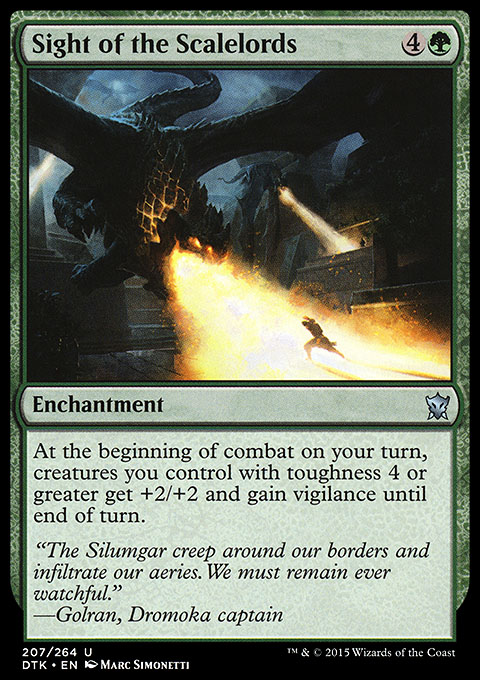 Sight of the Scalelords 4
Enchantment
At the beginning of combat on your turn,
creatures you control with toughness 4 or
greater get +2/+2 and gain vigilance until
end of turn.
“The Silumgar creep around our borders and
infiltrate our aeries. We must remain ever
watchful.”
—Golran, Dromoka captain
207/264 U
DTK • EN Marc Simonetti
™ & © 2015 Wizards of the Coast